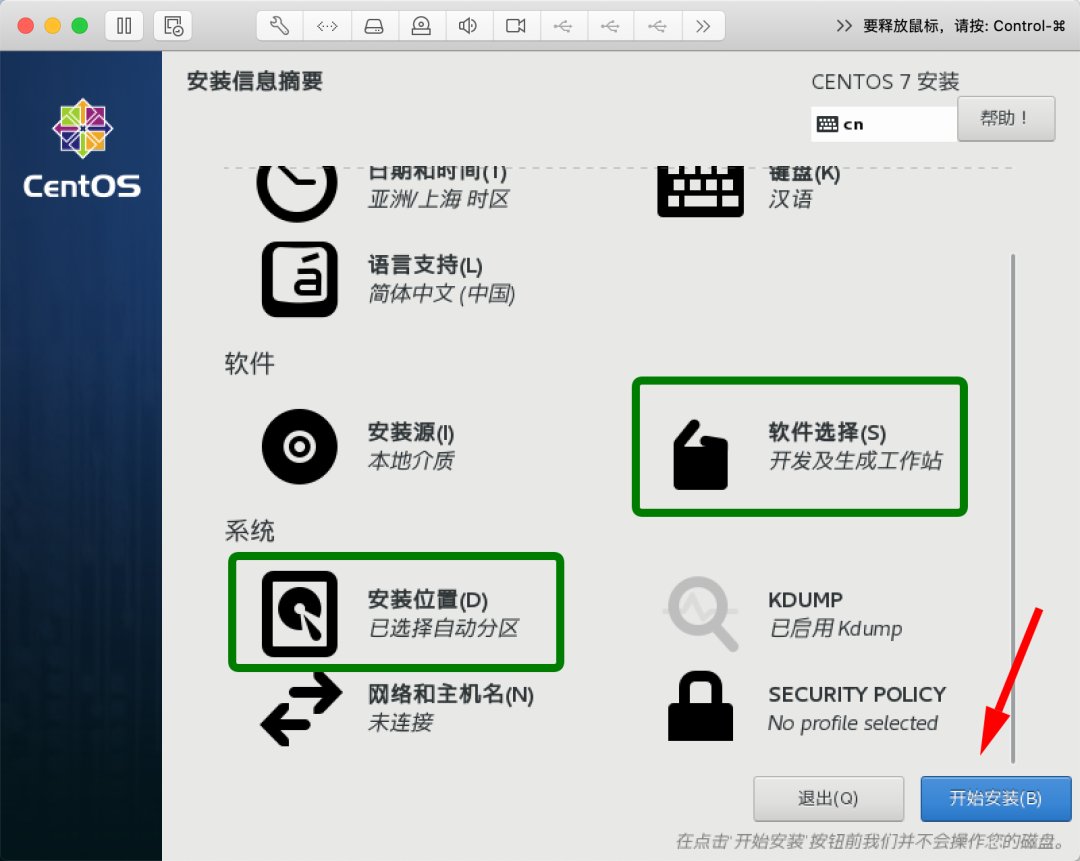 要释放鼠标，请按: Control-⌘
安装信息摘要
CENTOS 7 安装
cn
帮助！
CentOS
日期和时间(T)
亚洲/上海 时区
键盘(K)
汉语
á
语言支持(L)
简体中文 (中国)
软件
安装源(I)
本地介质
软件选择(S)
开发及生成工作站
系统
安装位置(D)
已选择自动分区
KDUMP
已启用 Kdump
网络和主机名(N)
未连接
SECURITY POLICY
No profile selected
退出(Q)
开始安装(B)
在点击'开始安装'按钮前我们并不会操作您的磁盘。